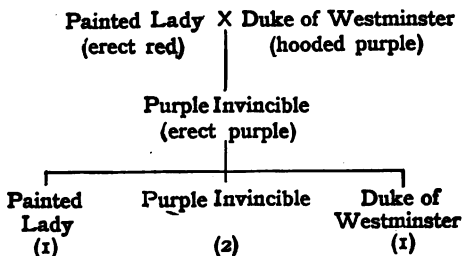 Painted Lady X Duke of Westminster
(erect red) (hooded purple)
Purple Invincible
(erect purple)
Painted Lady Purple Invincible Duke of Westminster
(1) (2) (1)